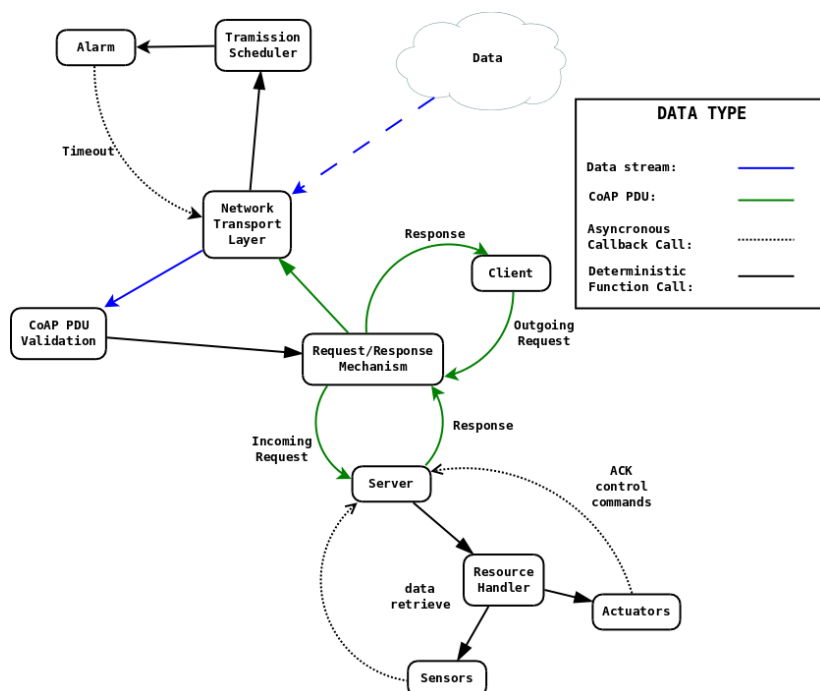 Tramission
Scheduler
Alarm
Data
DATA TYPE
Timeout
Data stream:
CoAP PDU:
Asyncronous
Callback Call:
Deterministic
Function Call:
Network
Transport
Layer
Response
Client
CoAP PDU
Validation
Request/Response
Mechanism
Outgoing
Request
Incoming
Request
Response
Server
ACK
control
commands
Resource
Handler
data
retrieve
Actuators
Sensors